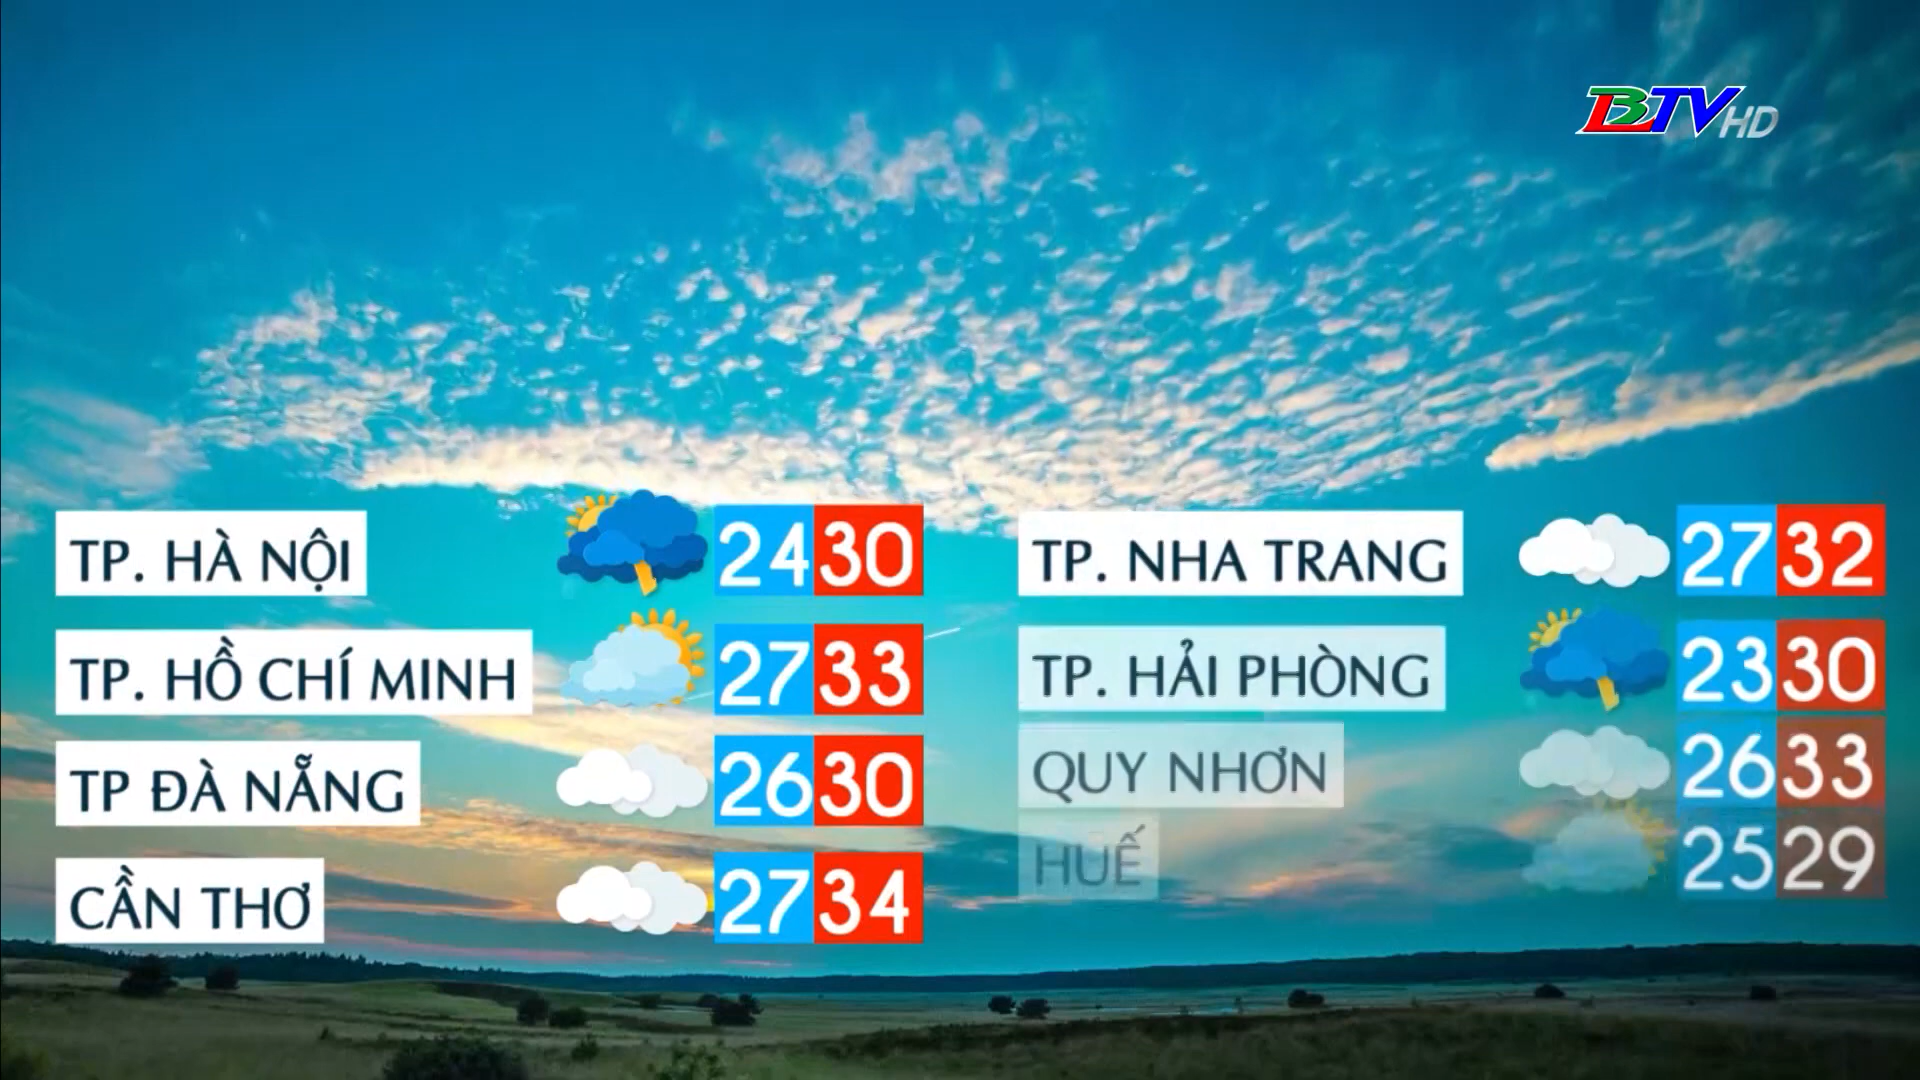 BTV HD
TP. HÀ NỘI 24 30
TP. HỒ CHÍ MINH 27 33
TP ĐÀ NẴNG 26 30
CẦN THƠ 27 34
TP. NHA TRANG 27 32
TP. HẢI PHÒNG 23 30
QUY NHƠN 26 33
HUẾ 25 29